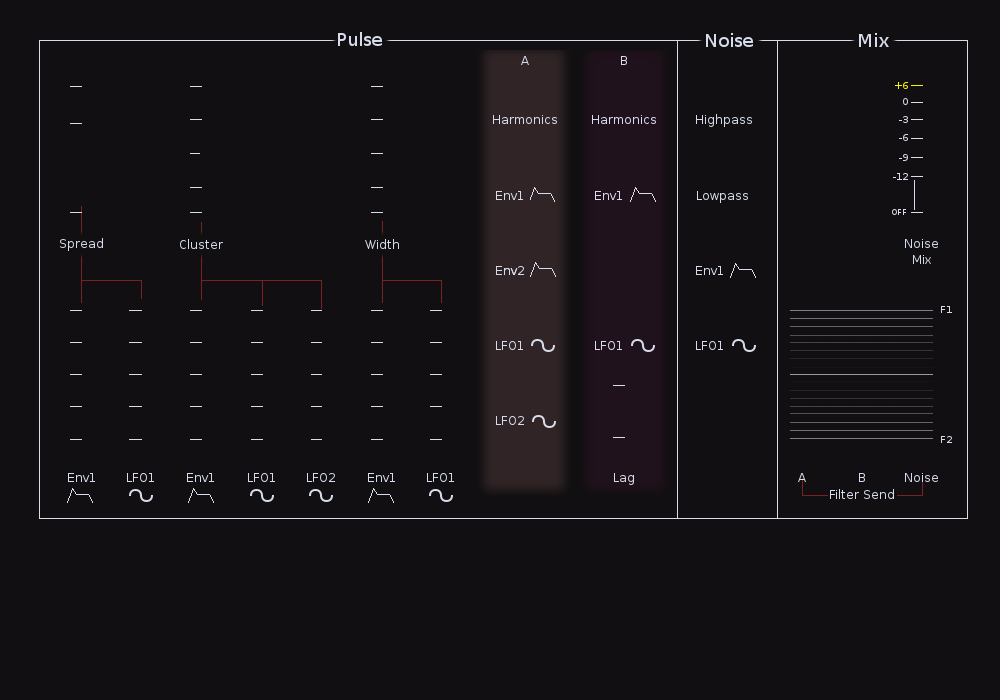 Pulse
Noise
Mix
A
B
+6
0
-3
-6
-9
-12
OFF
Harmonics
Harmonics
Highpass
Env1
Env1
Lowpass
Spread
Cluster
Width
Noise
Mix
Env2
Env1
F1
LFO1
LFO1
LFO1
LFO2
F2
Env1
LFO1
Env1
LFO1
LFO2
Env1
LFO1
Lag
A
B
Noise
Filter Send